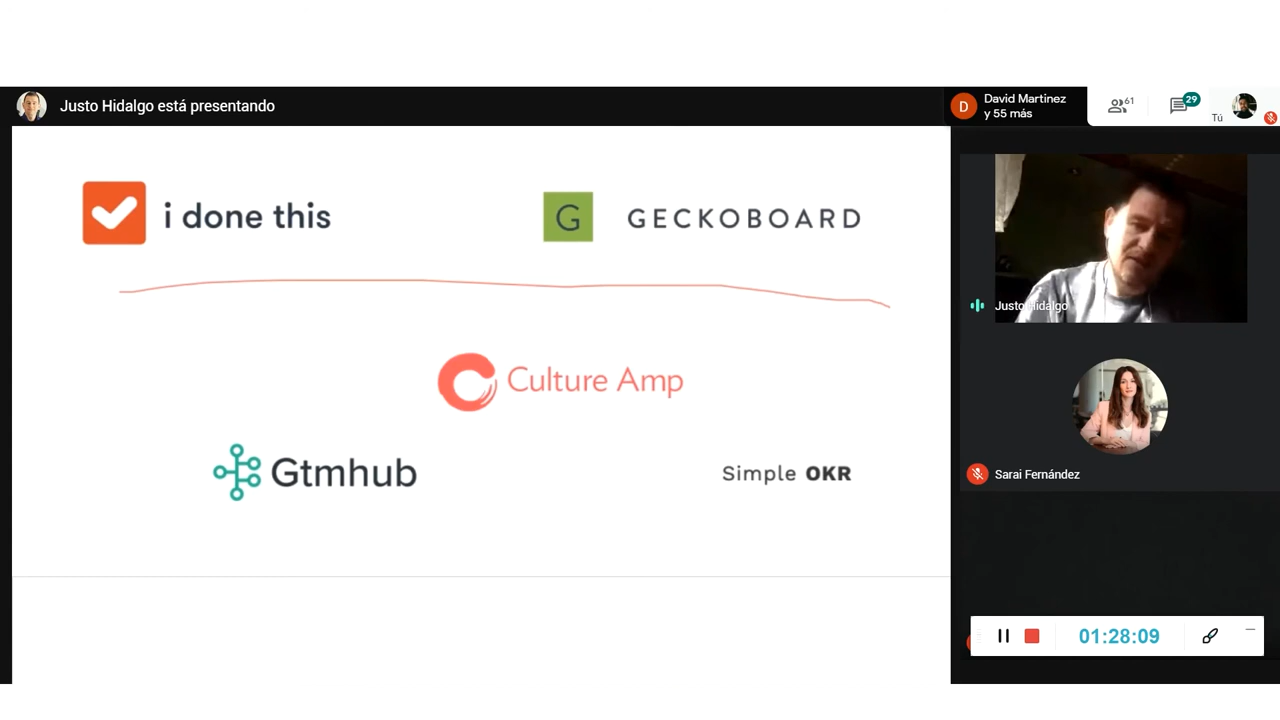 Justo Hidalgo está presentando
D
David Martinez
y 55 más
61
29
Tú
i done this
G
GECKOBOARD
Culture Amp
Gtmhub
Simple OKR
Justo Hidalgo
Sarai Fernández
01:28:09